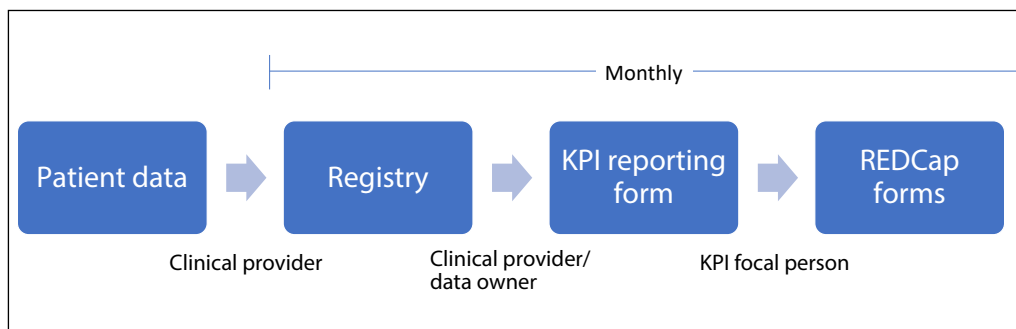 Monthly
Patient data
Registry
KPI reporting
form
REDCap
forms
Clinical provider
Clinical provider/
data owner
KPI focal person